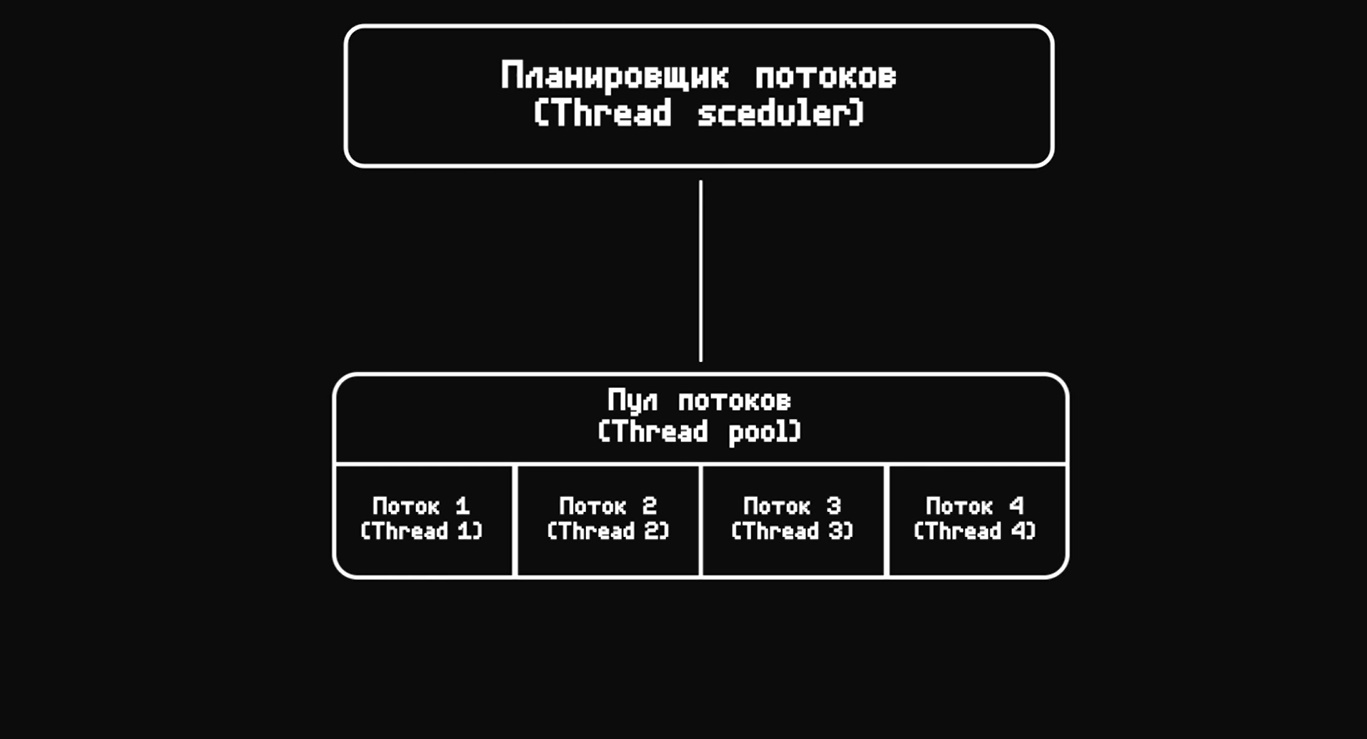 Планировщик потоков
(Thread sceduler)
Пул потоков
(Thread pool)
Поток 1
(Thread 1)
Поток 2
(Thread 2)
Поток 3
(Thread 3)
Поток 4
(Thread 4)